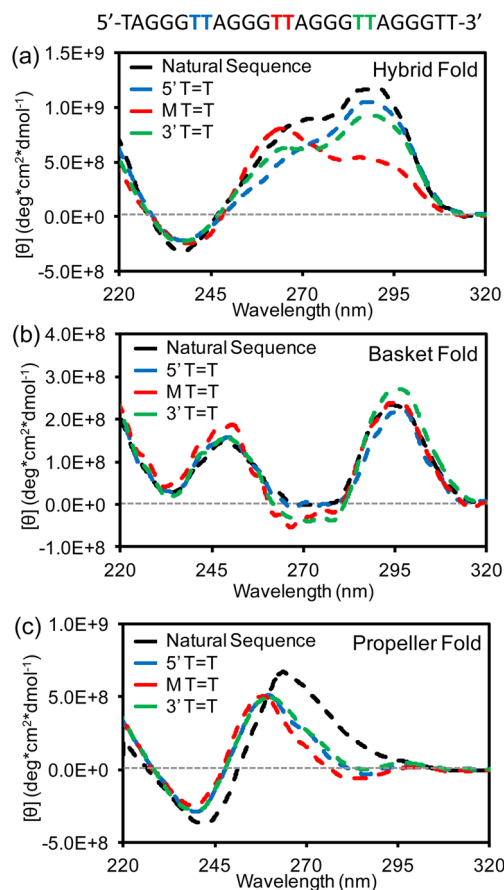 5'-TAGGGTTAGGGTTAGGGTTAGGGTT-3'
(a)
1.5E+9
Natural Sequence
Hybrid Fold
5' T=T
M T=T
3' T=T
1.0E+9
5.0E+8
0.0E+0
-5.0E+8
[θ] (deg*cm²*dmol⁻¹)
220 245 270 295 320
Wavelength (nm)
(b)
4.0E+8
Natural Sequence
Basket Fold
5' T=T
M T=T
3' T=T
3.0E+8
2.0E+8
1.0E+8
0.0E+0
-1.0E+8
[θ] (deg*cm²*dmol⁻¹)
220 245 270 295 320
Wavelength (nm)
(c)
1.0E+9
Natural Sequence
Propeller Fold
5' T=T
M T=T
3' T=T
5.0E+8
0.0E+0
-5.0E+8
[θ] (deg*cm²*dmol⁻¹)
220 245 270 295 320
Wavelength (nm)